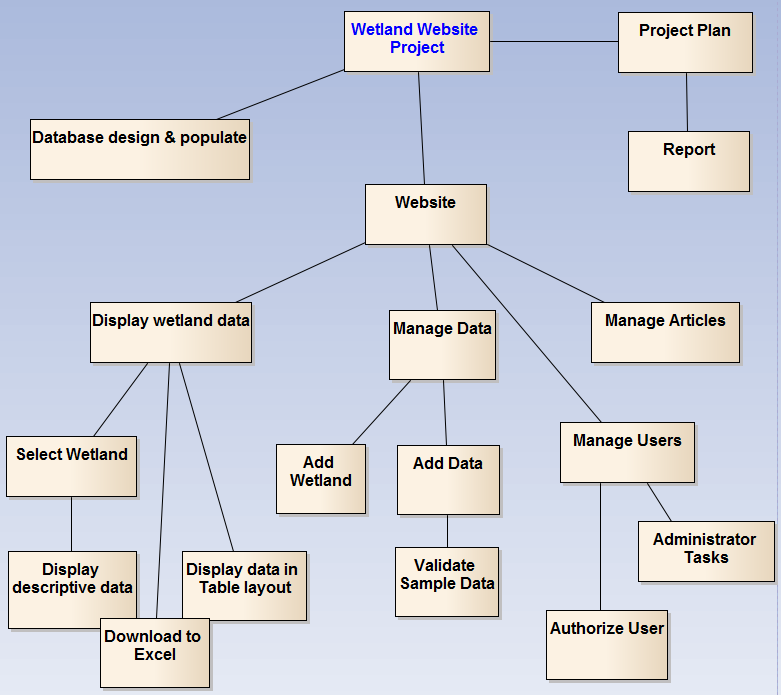 Wetland Website
Project
Project Plan
Database design & populate
Report
Website
Display wetland data
Manage Data
Manage Articles
Select Wetland
Add
Wetland
Add Data
Manage Users
Display
descriptive data
Display data in
Table layout
Validate
Sample Data
Administrator
Tasks
Download to
Excel
Authorize User